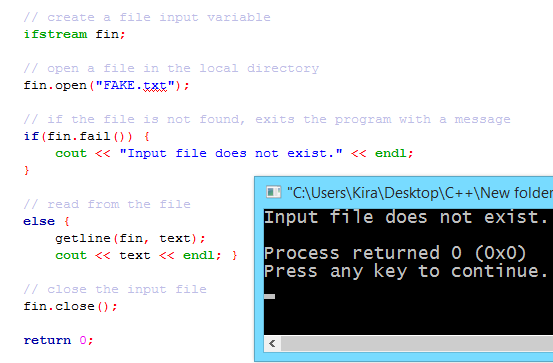 // create a file input variable
ifstream fin;
// open a file in the local directory
fin.open("FAKE.txt");
// if the file is not found, exits the program with a message
if(fin.fail()) {
cout << "Input file does not exist." << endl;
}
// read from the file
else {
getline(fin, text);
cout << text << endl; }
// close the input file
fin.close();
return 0;
"C:\Users\Kira\Desktop\C++\New folder
Input file does not exist.
Process returned 0 (0x0)
Press any key to continue.